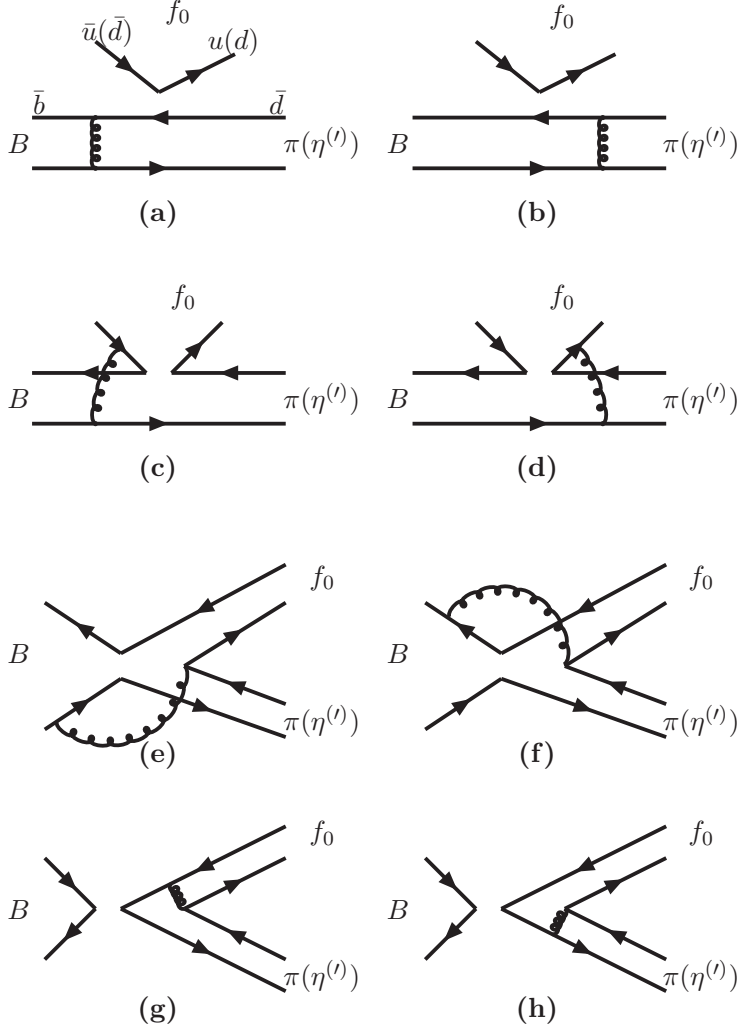 f₀ f₀
ū(d̄) u(d)
b̄ d̄
B π(η⁽′⁾) B π(η⁽′⁾)
(a) (b)
f₀ f₀
B π(η⁽′⁾) B π(η⁽′⁾)
(c) (d)
f₀ f₀
B B
π(η⁽′⁾) π(η⁽′⁾)
(e) (f)
f₀ f₀
B B
π(η⁽′⁾) π(η⁽′⁾)
(g) (h)